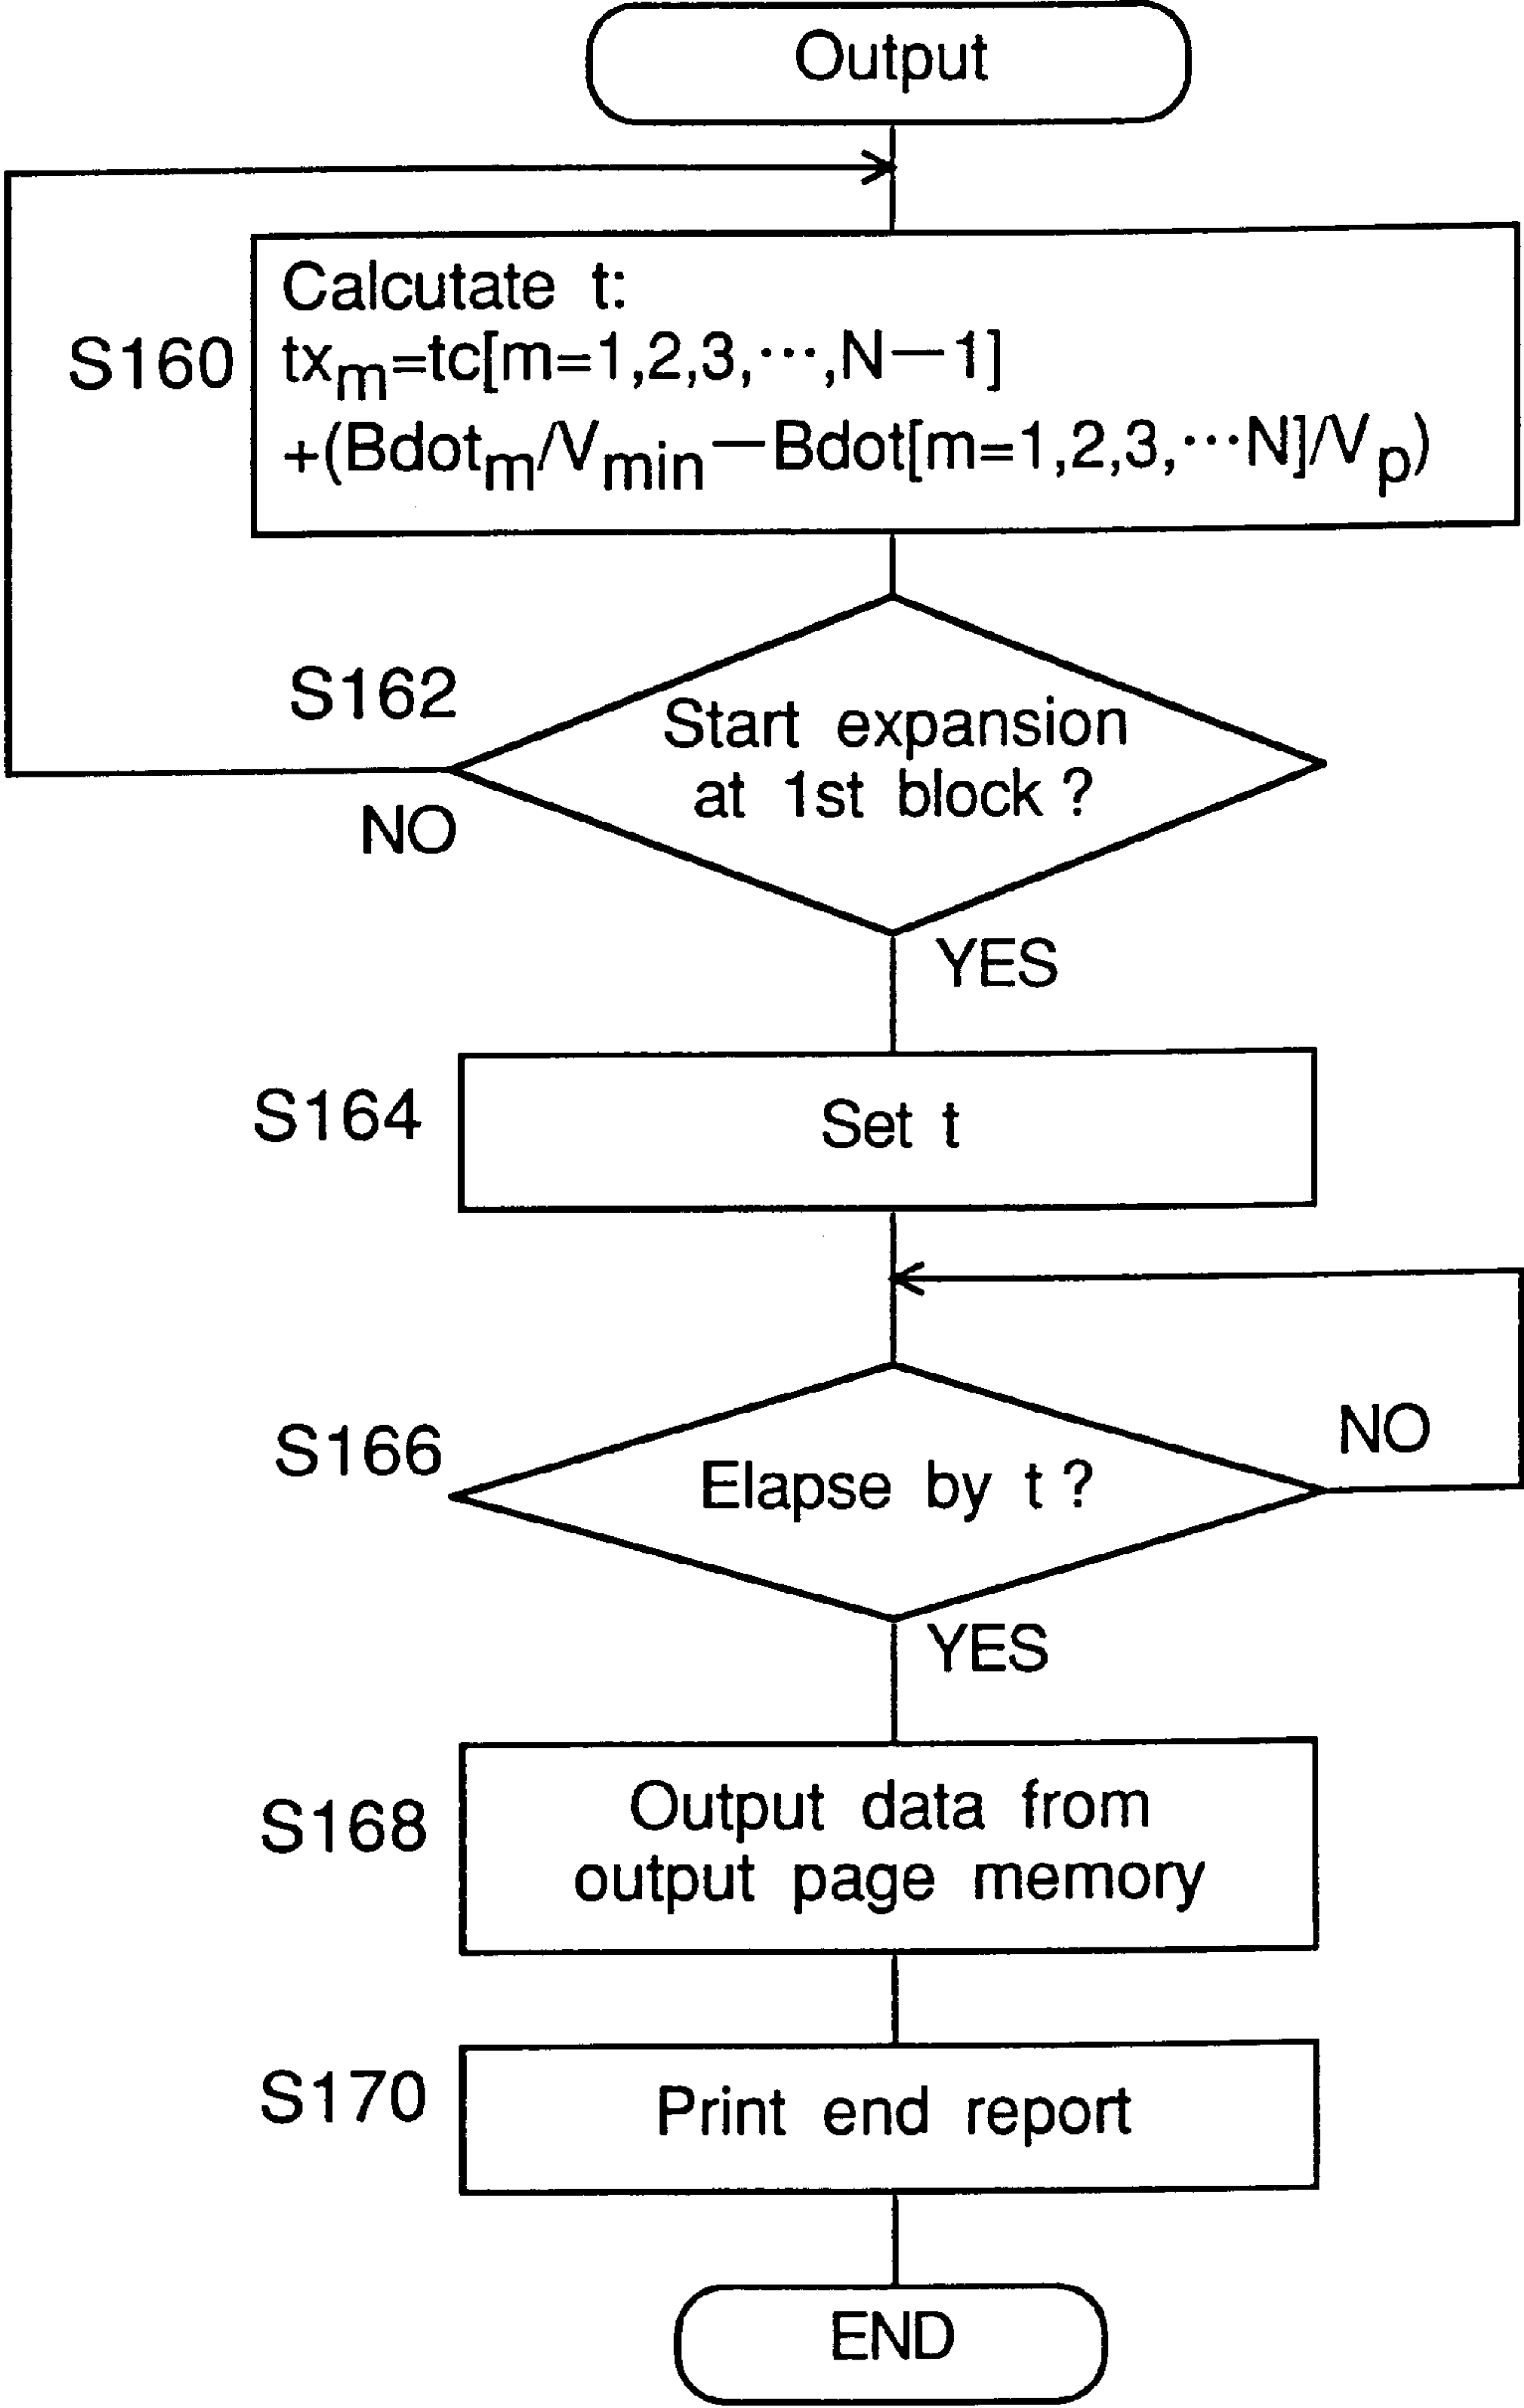 Output
S160
Calcutate t:
txm=tc[m=1,2,3,⋯,N−1]
+(Bdotm/Vmin−Bdot[m=1,2,3,⋯N]/Vp)
S162
Start expansion
at 1st block ?
NO
YES
S164
Set t
S166
Elapse by t ?
NO
YES
S168
Output data from
output page memory
S170
Print end report
END